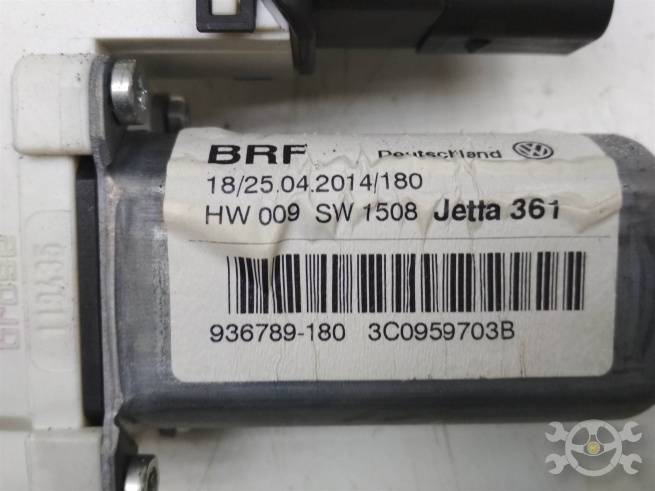 BRF Deutschland
18/25.04.2014/180
HW 009 SW 1508 Jetta 361
936789-180 3C0959703B